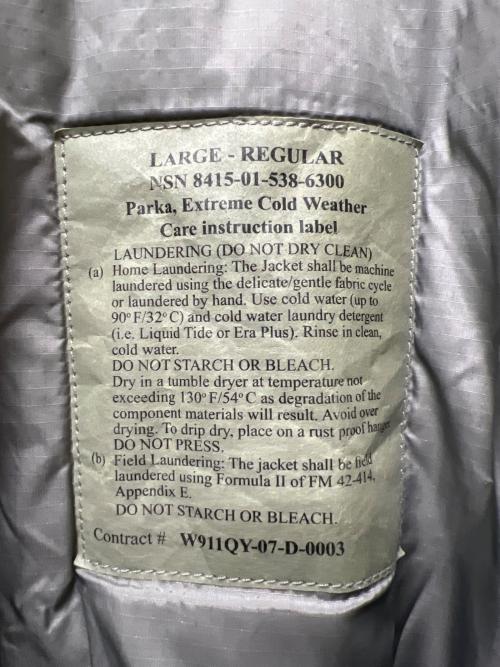 LARGE - REGULAR
NSN 8415-01-538-6300
Parka, Extreme Cold Weather
Care instruction label
LAUNDERING (DO NOT DRY CLEAN)
(a) Home Laundering: The Jacket shall be machine
laundered using the delicate/gentle fabric cycle
or laundered by hand. Use cold water (up to
90°F/32°C) and cold water laundry detergent
(i.e. Liquid Tide or Era Plus). Rinse in clean,
cold water.
DO NOT STARCH OR BLEACH.
Dry in a tumble dryer at temperature not
exceeding 130°F/54°C as degradation of the
component materials will result. Avoid over
drying. To drip dry, place on a rust proof hanger
DO NOT PRESS.
(b) Field Laundering: The jacket shall be field
laundered using Formula II of FM 42-414,
Appendix E.
DO NOT STARCH OR BLEACH.
Contract # W911QY-07-D-0003